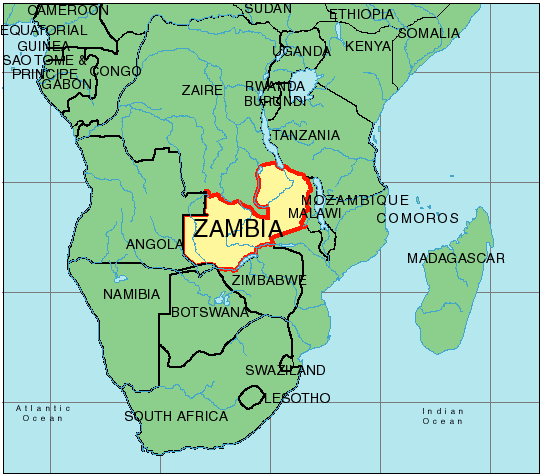 CAMEROON
SUDAN
ETHIOPIA
EQUATORIAL
GUINEA
SOMALIA
UGANDA
KENYA
SAO TOME &
PRINCIPE
CONGO
GABON
ZAIRE
RWANDA
BURUNDI
TANZANIA
MOZAMBIQUE
MALAWI
COMOROS
ZAMBIA
ANGOLA
MADAGASCAR
ZIMBABWE
NAMIBIA
BOTSWANA
SWAZILAND
LESOTHO
SOUTH AFRICA
Atlantic
Ocean
Indian
Ocean